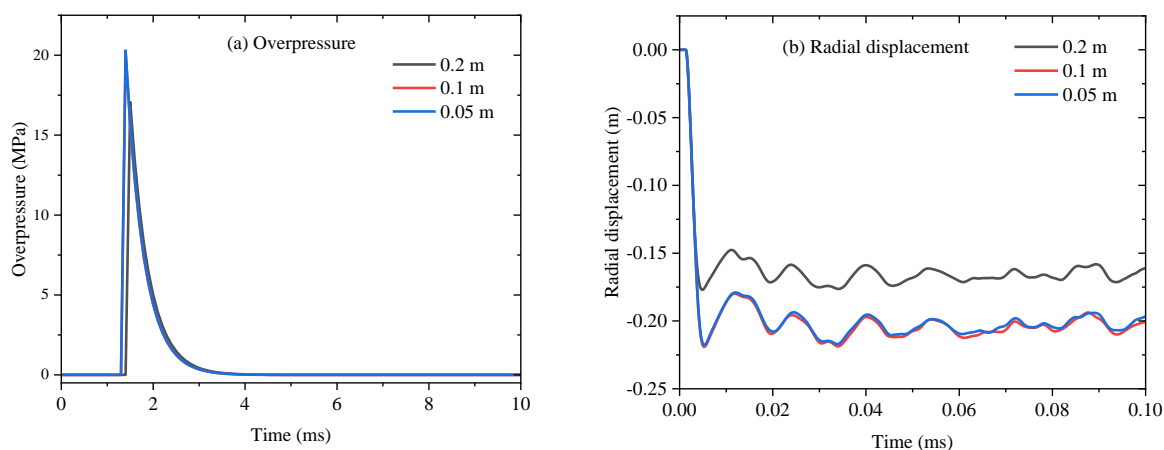 (a) Overpressure
0.2 m
0.1 m
0.05 m
20
15
10
5
0
Overpressure (MPa)
0 2 4 6 8 10
Time (ms)
(b) Radial displacement
0.2 m
0.1 m
0.05 m
0.00
-0.05
-0.10
-0.15
-0.20
-0.25
Radial displacement (m)
0.00 0.02 0.04 0.06 0.08 0.10
Time (ms)